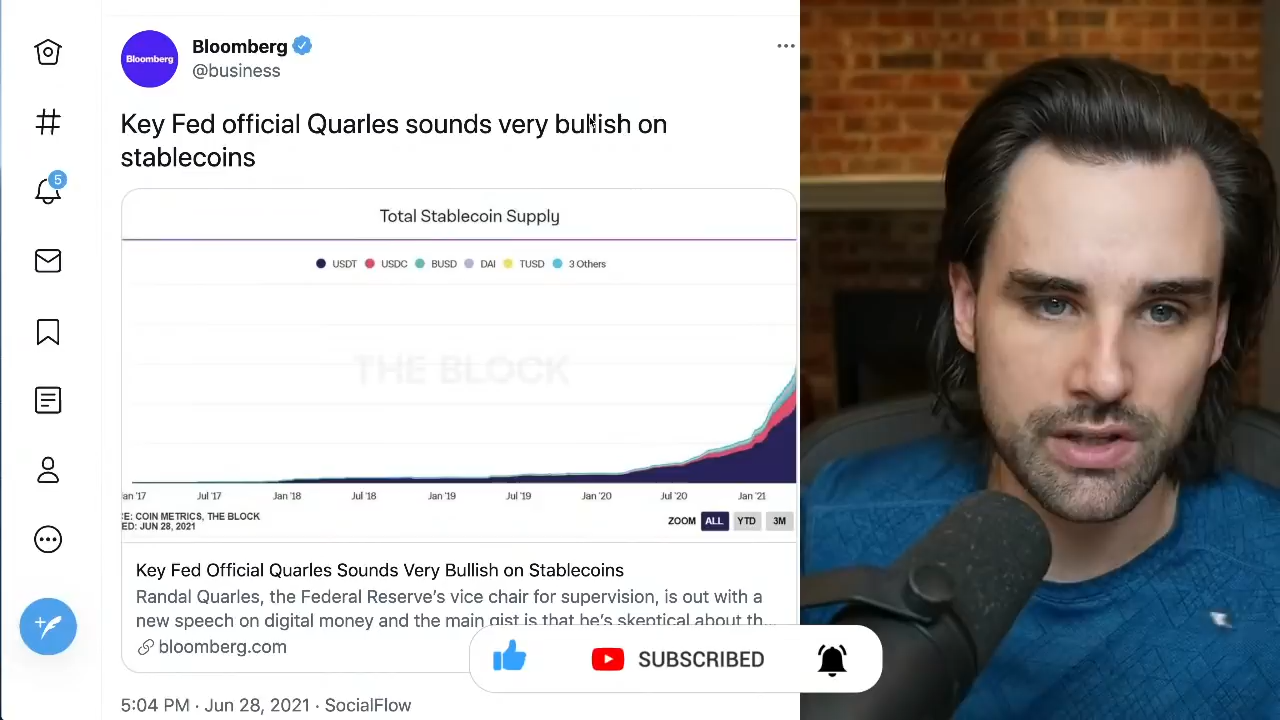 Bloomberg
Bloomberg
@business
5
Key Fed official Quarles sounds very bullish on
stablecoins
Total Stablecoin Supply
USDT USDC BUSD DAI TUSD 3 Others
THE BLOCK
an '17 Jul '17 Jan '18 Jul '18 Jan '19 Jul '19 Jan '20 Jul '20 Jan '21
E: COIN METRICS, THE BLOCK
ED: JUN 28, 2021
ZOOM ALL YTD 3M
Key Fed Official Quarles Sounds Very Bullish on Stablecoins
Randal Quarles, the Federal Reserve's vice chair for supervision, is out with a
new speech on digital money and the main gist is that he's skeptical about th...
bloomberg.com
SUBSCRIBED
5:04 PM · Jun 28, 2021 · SocialFlow